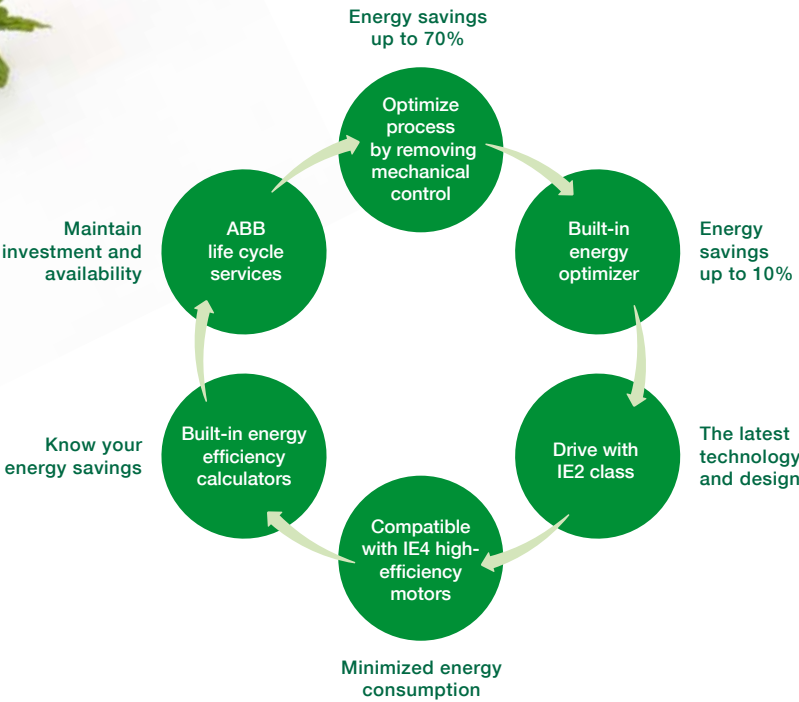 Energy savings
up to 70%
Optimize
process
by removing
mechanical
control
Built-in
energy
optimizer
Energy
savings
up to 10%
Drive with
IE2 class
The latest
technology
and design
Compatible
with IE4 high-
efficiency
motors
Minimized energy
consumption
Built-in energy
efficiency
calculators
Know your
energy savings
ABB
life cycle
services
Maintain
investment and
availability